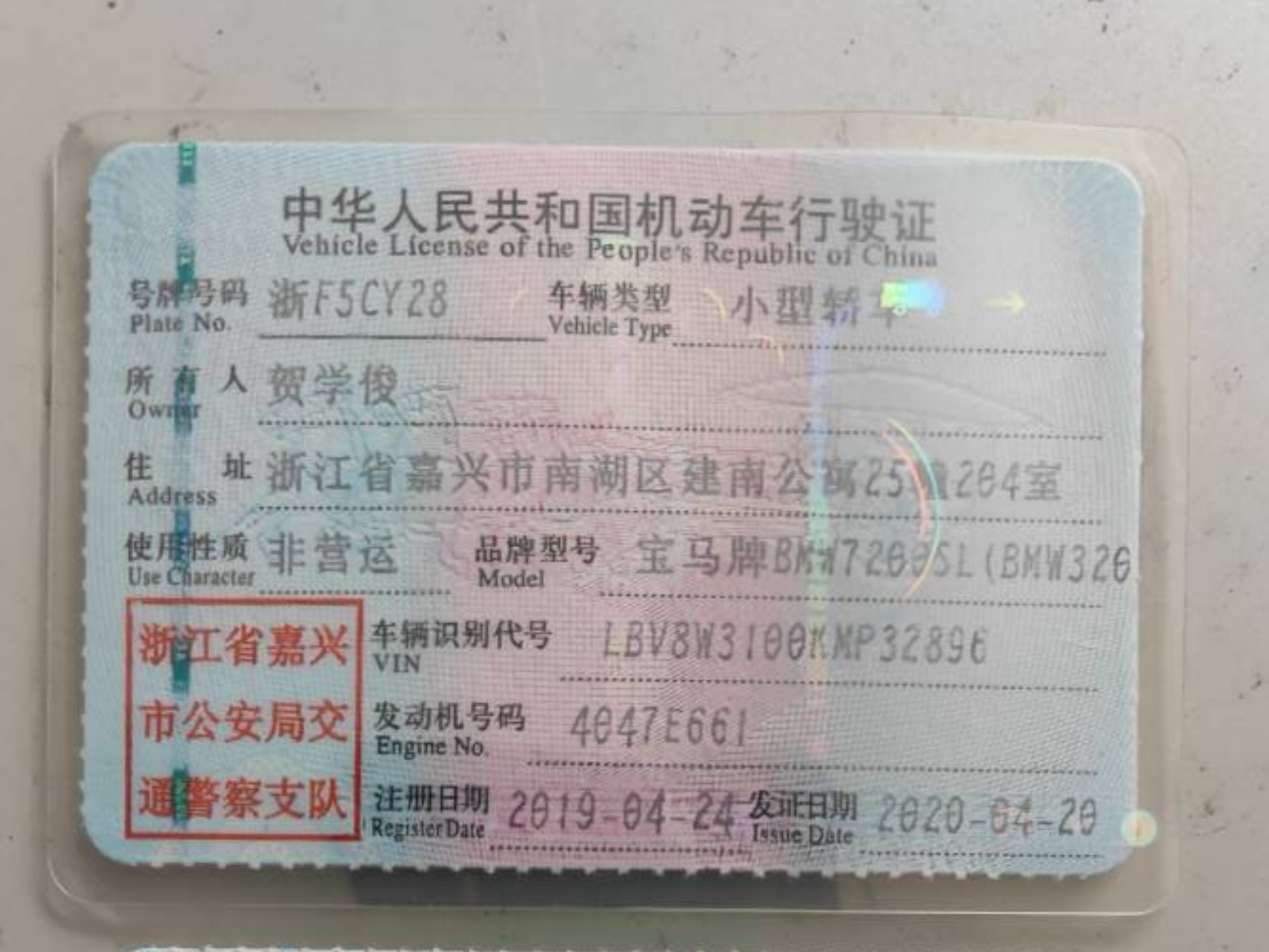 中华人民共和国机动车行驶证
Vehicle License of the People's Republic of China
号牌号码 浙F5CY28 车辆类型 小型轿车
Plate No. Vehicle Type
所有人 贺学俊
Owner
住址 浙江省嘉兴市南湖区建南公寓25 204室
Address
使用性质 非营运 品牌型号 宝马牌BMW7200SL(BMW320
Use Character Model
浙江省嘉兴 车辆识别代号 LBV8W3100KMP32896
VIN
市公安局交 发动机号码 4047E661
Engine No.
通警察支队 注册日期 2019-04-24 发证日期 2020-04-20
Register Date Issue Date